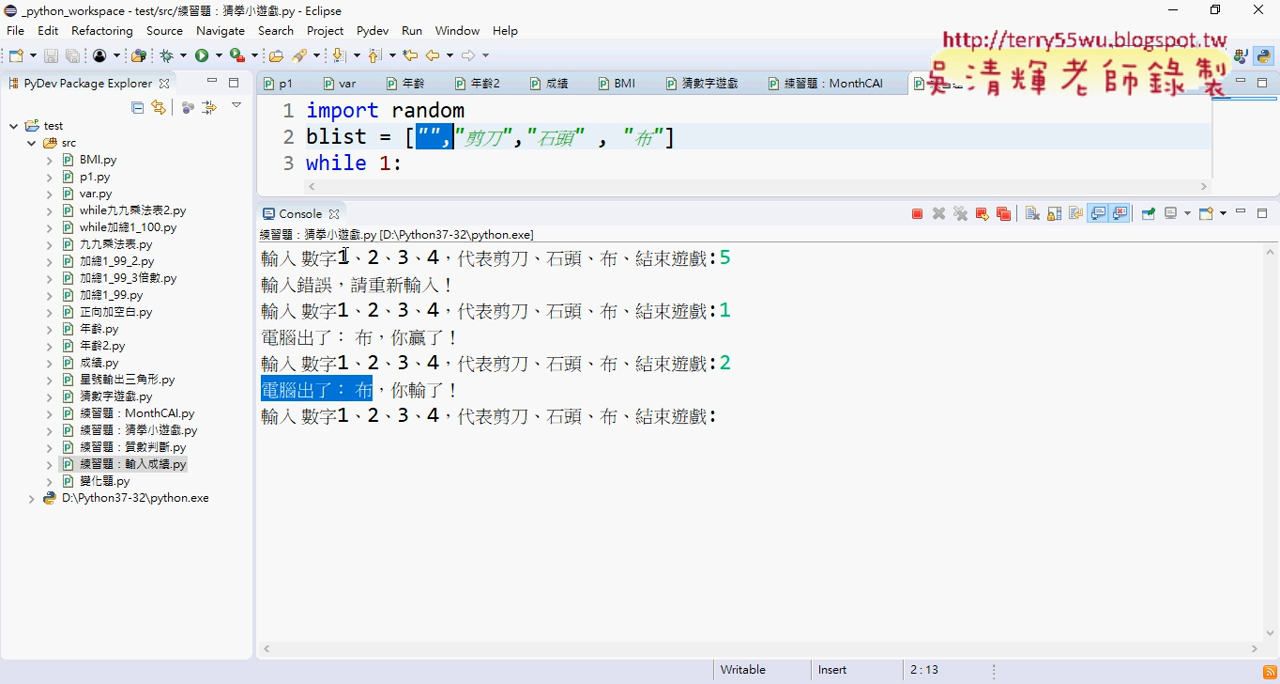 _python_workspace - test/src/練習題：猜拳小遊戲.py - Eclipse
File Edit Refactoring Source Navigate Search Project Pydev Run Window Help
http://terry55wu.blogspot.tw
吳清輝老師錄製
PyDev Package Explorer
p1 var 年齡 年齡2 成績 BMI 猜數字遊戲 練習題：MonthCAI
test
src
BMI.py
p1.py
var.py
while九九乘法表2.py
while加總1_100.py
九九乘法表.py
加總1_99_2.py
加總1_99_3倍數.py
加總1_99.py
正向加空白.py
年齡.py
年齡2.py
成績.py
星號輸出三角形.py
猜數字遊戲.py
練習題：MonthCAI.py
練習題：猜拳小遊戲.py
練習題：質數判斷.py
練習題：輸入成績.py
變化題.py
D:\Python37-32\python.exe
1 import random
2 blist = ["","剪刀","石頭" , "布"]
3 while 1:
Console
練習題：猜拳小遊戲.py [D:\Python37-32\python.exe]
輸入 數字1、2、3、4，代表剪刀、石頭、布、結束遊戲:5
輸入錯誤，請重新輸入！
輸入 數字1、2、3、4，代表剪刀、石頭、布、結束遊戲:1
電腦出了： 布，你贏了！
輸入 數字1、2、3、4，代表剪刀、石頭、布、結束遊戲:2
電腦出了： 布，你輸了！
輸入 數字1、2、3、4，代表剪刀、石頭、布、結束遊戲:
Writable Insert 2 : 13